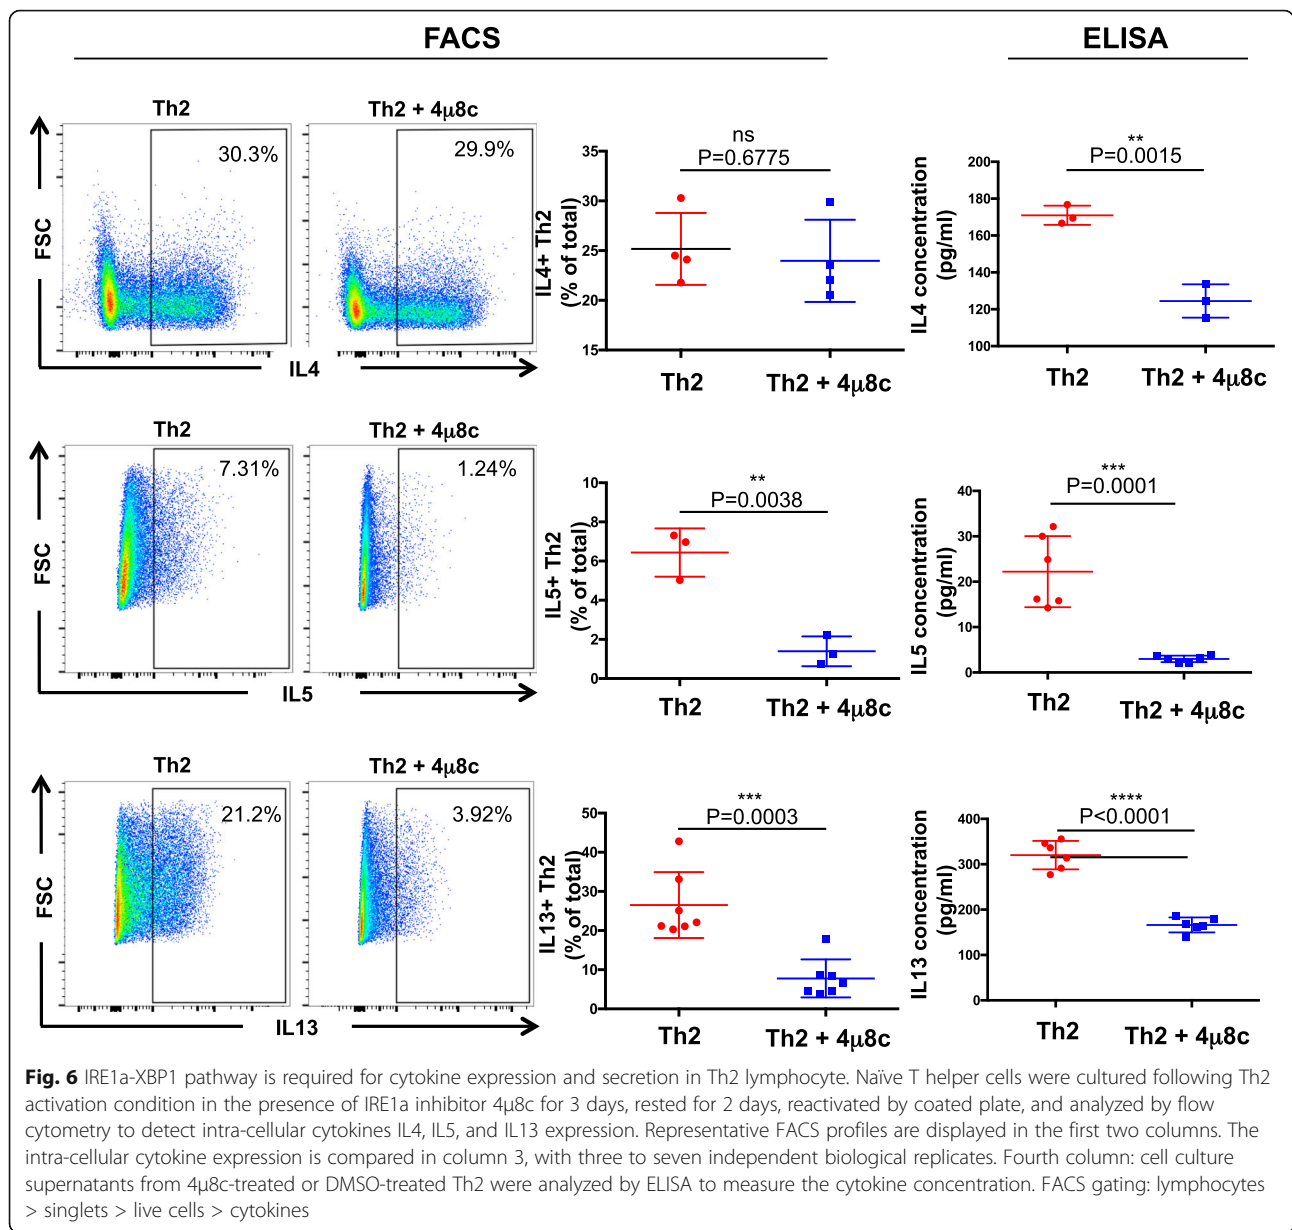 FACS
ELISA
Th2
Th2 + 4µ8c
30.3%
29.9%
FSC
IL4
IL4+ Th2
(% of total)
ns
P=0.6775
35
30
25
20
15
Th2
Th2 + 4µ8c
IL4 concentration
(pg/ml)
**
P=0.0015
200
180
160
140
120
100
Th2
Th2 + 4µ8c
Th2
Th2 + 4µ8c
7.31%
1.24%
FSC
IL5
IL5+ Th2
(% of total)
**
P=0.0038
10
8
6
4
2
0
Th2
Th2 + 4µ8c
IL5 concentration
(pg/ml)
***
P=0.0001
40
30
20
10
0
Th2
Th2 + 4µ8c
Th2
Th2 + 4µ8c
21.2%
3.92%
FSC
IL13
IL13+ Th2
(% of total)
***
P=0.0003
50
40
30
20
10
0
Th2
Th2 + 4µ8c
IL13 concentration
(pg/ml)
****
P<0.0001
400
300
200
100
0
Th2
Th2 + 4µ8c
Fig. 6 IRE1a-XBP1 pathway is required for cytokine expression and secretion in Th2 lymphocyte. Naïve T helper cells were cultured following Th2
activation condition in the presence of IRE1a inhibitor 4µ8c for 3 days, rested for 2 days, reactivated by coated plate, and analyzed by flow
cytometry to detect intra-cellular cytokines IL4, IL5, and IL13 expression. Representative FACS profiles are displayed in the first two columns. The
intra-cellular cytokine expression is compared in column 3, with three to seven independent biological replicates. Fourth column: cell culture
supernatants from 4µ8c-treated or DMSO-treated Th2 were analyzed by ELISA to measure the cytokine concentration. FACS gating: lymphocytes
> singlets > live cells > cytokines